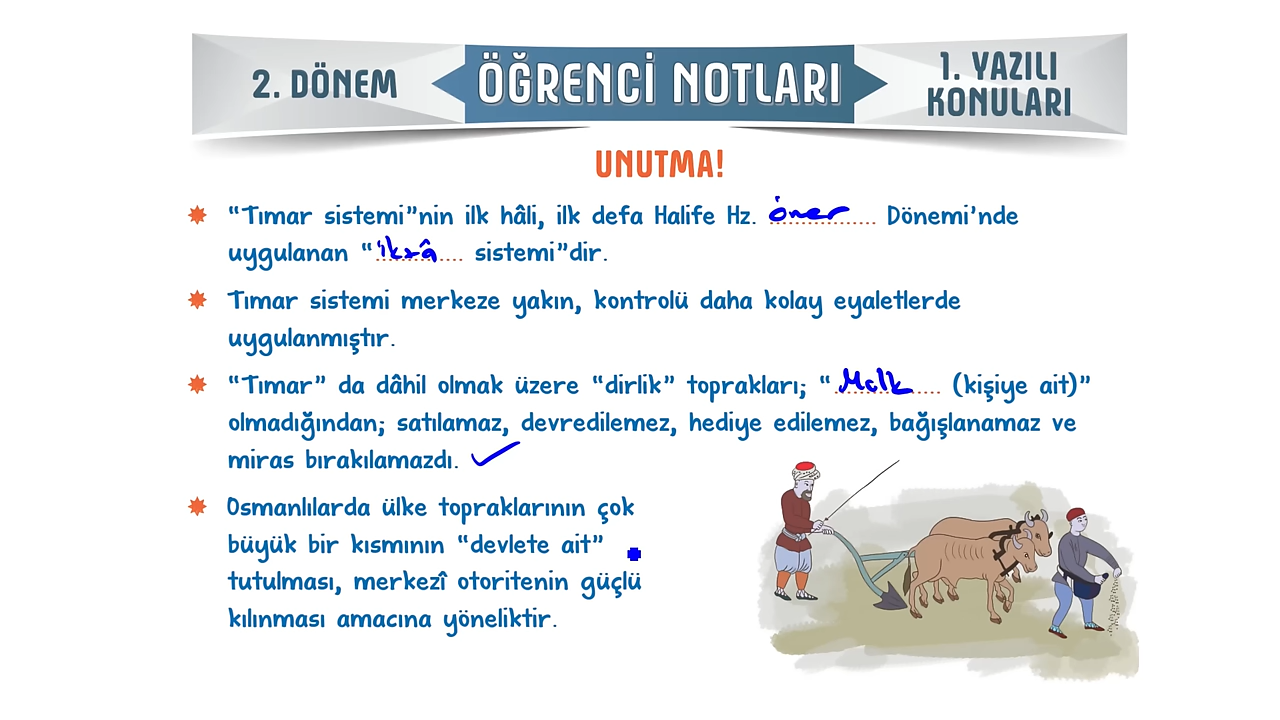 2. DÖNEM
ÖĞRENCİ NOTLARI
1. YAZILI
KONULARI
UNUTMA!
"Tımar sistemi"nin ilk hâli, ilk defa Halife Hz. ömer Dönemi'nde
uygulanan "ikzâ sistemi"dir.
Tımar sistemi merkeze yakın, kontrolü daha kolay eyaletlerde
uygulanmıştır.
"Tımar" da dâhil olmak üzere "dirlik" toprakları; "Mülk (kişiye ait)"
olmadığından; satılamaz, devredilemez, hediye edilemez, bağışlanamaz ve
miras bırakılamazdı.
Osmanlılarda ülke topraklarının çok
büyük bir kısmının "devlete ait"
tutulması, merkezî otoritenin güçlü
kılınması amacına yöneliktir.